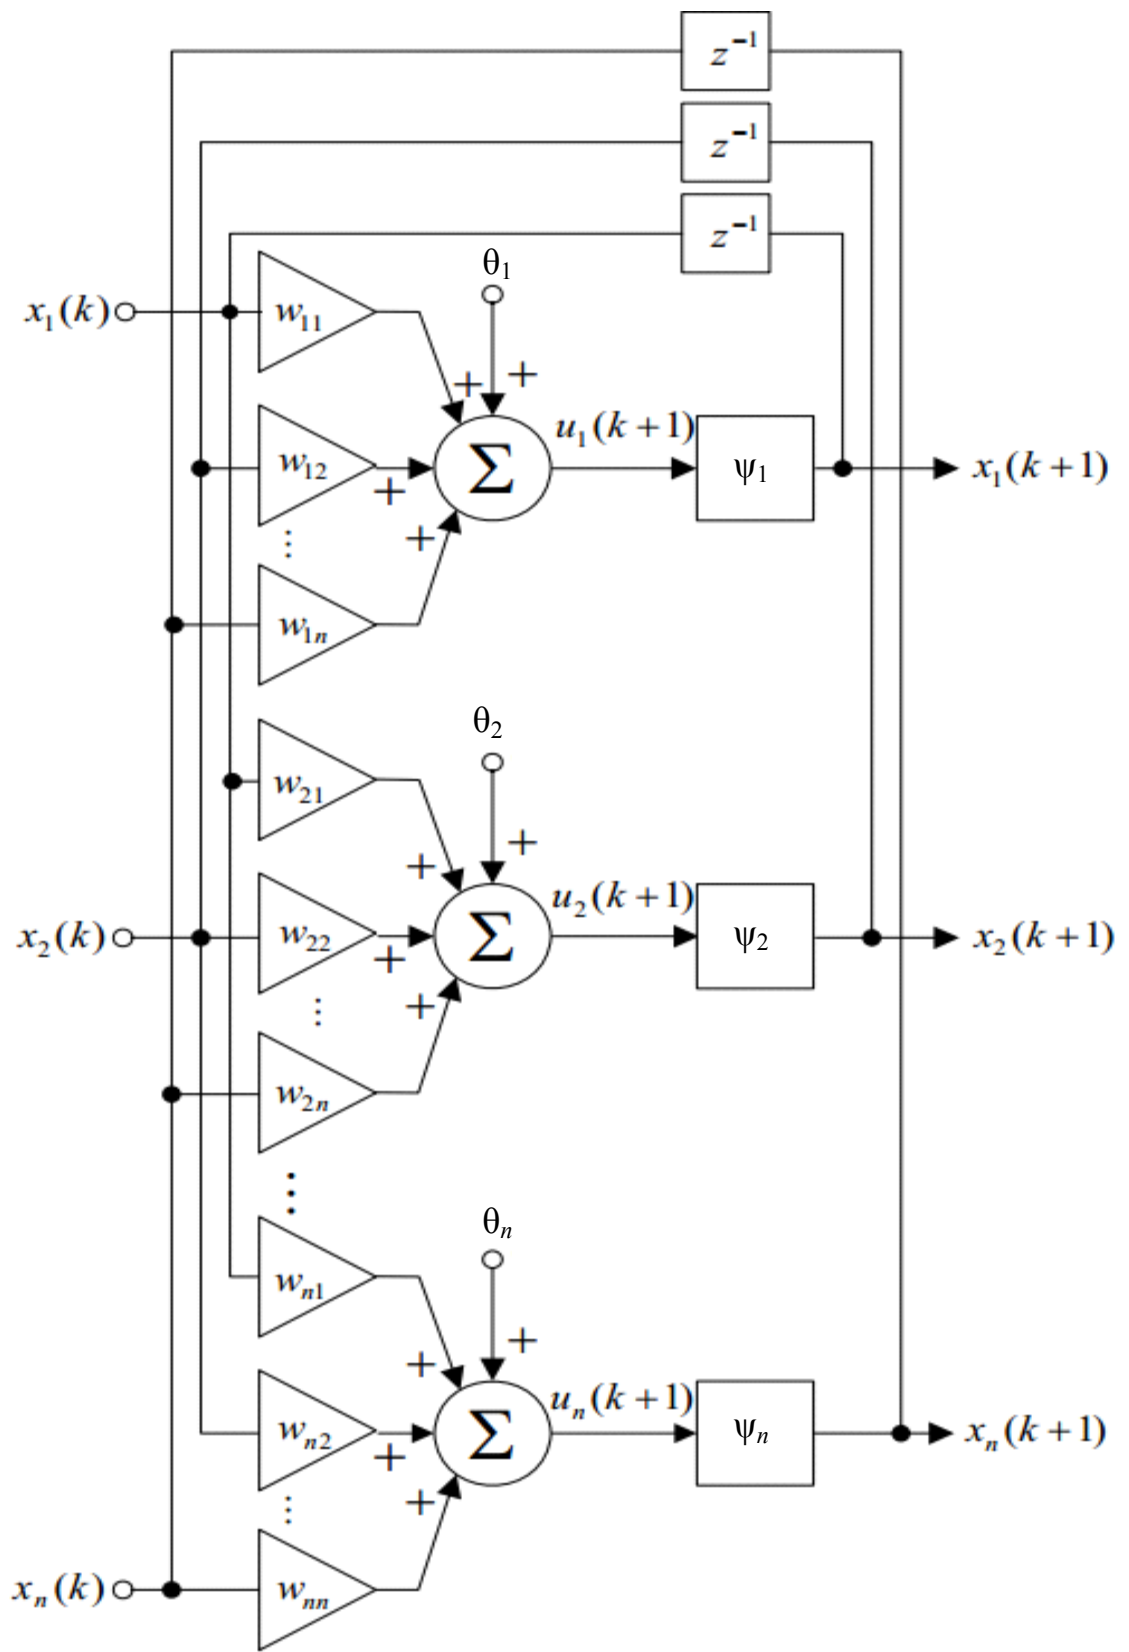 z⁻¹
z⁻¹
z⁻¹
θ₁
x₁(k)
w₁₁
+ +
u₁(k+1)
w₁₂
+
Σ
ψ₁
x₁(k+1)
...
+
w₁ₙ
θ₂
w₂₁
+ +
u₂(k+1)
x₂(k)
w₂₂
+
Σ
ψ₂
x₂(k+1)
...
+
w₂ₙ
...
θₙ
wₙ₁
+ +
uₙ(k+1)
wₙ₂
+
Σ
ψₙ
xₙ(k+1)
...
+
xₙ(k)
wₙₙ